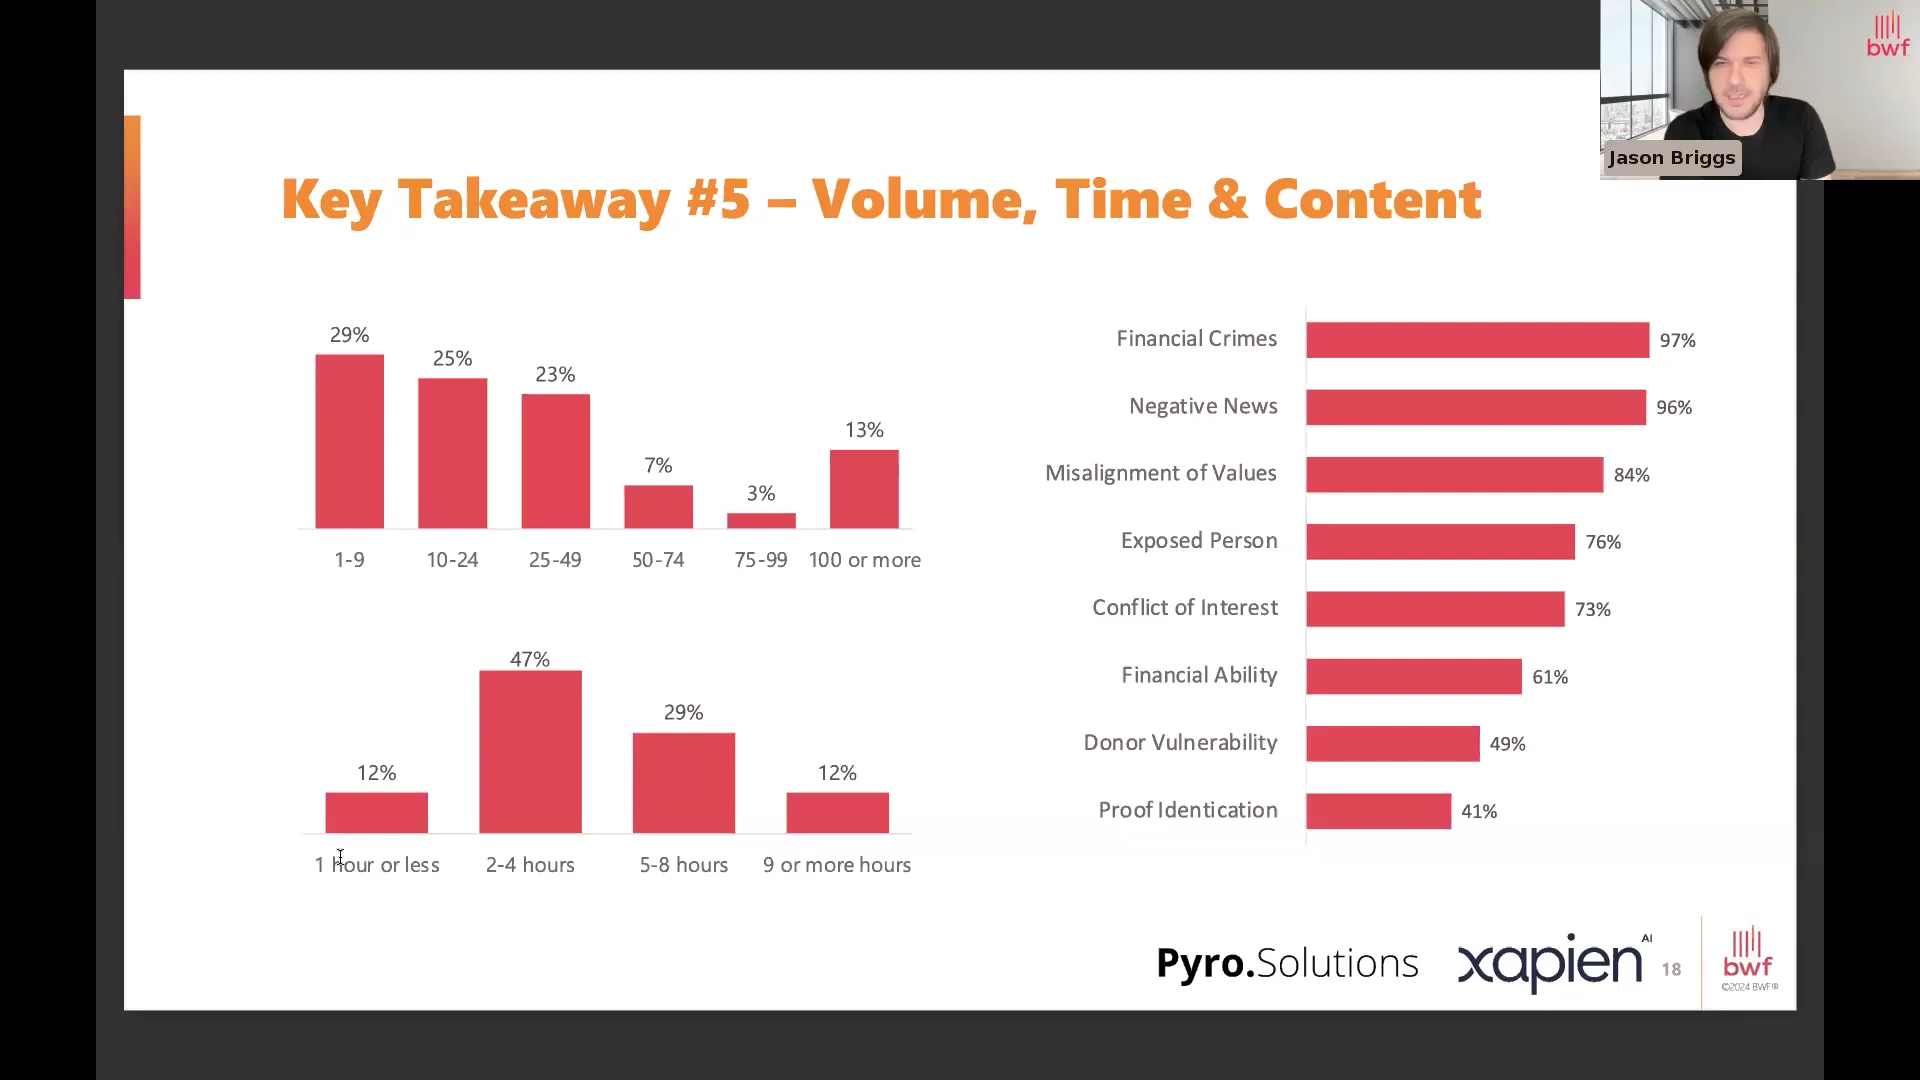 bwf
Jason Briggs
Key Takeaway #5 – Volume, Time & Content
29%
25%
23%
7%
3%
13%
1-9
10-24
25-49
50-74
75-99
100 or more
47%
12%
29%
12%
1 hour or less
2-4 hours
5-8 hours
9 or more hours
Financial Crimes 97%
Negative News 96%
Misalignment of Values 84%
Exposed Person 76%
Conflict of Interest 73%
Financial Ability 61%
Donor Vulnerability 49%
Proof Identication 41%
Pyro.Solutions
xapien AI
18
bwf
©2024 BWF®